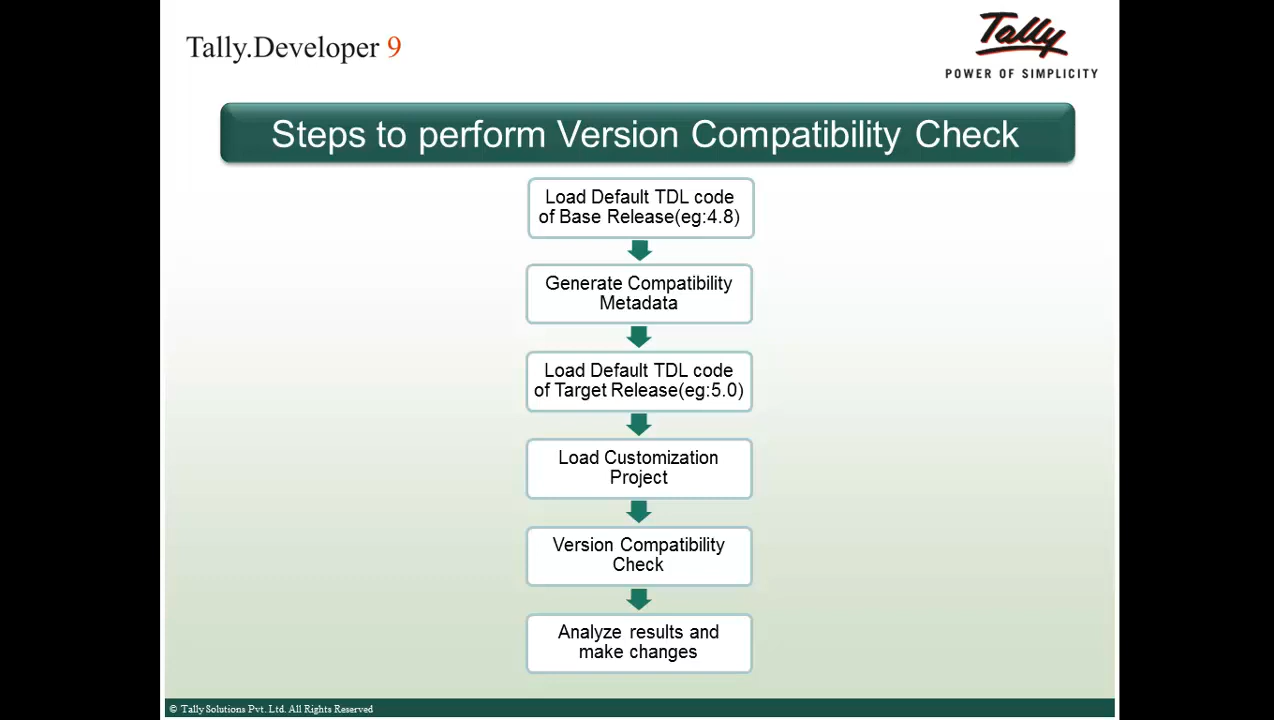 Tally.Developer 9
Tally
POWER OF SIMPLICITY
Steps to perform Version Compatibility Check
Load Default TDL code
of Base Release(eg:4.8)
Generate Compatibility
Metadata
Load Default TDL code
of Target Release(eg:5.0)
Load Customization
Project
Version Compatibility
Check
Analyze results and
make changes
© Tally Solutions Pvt. Ltd. All Rights Reserved